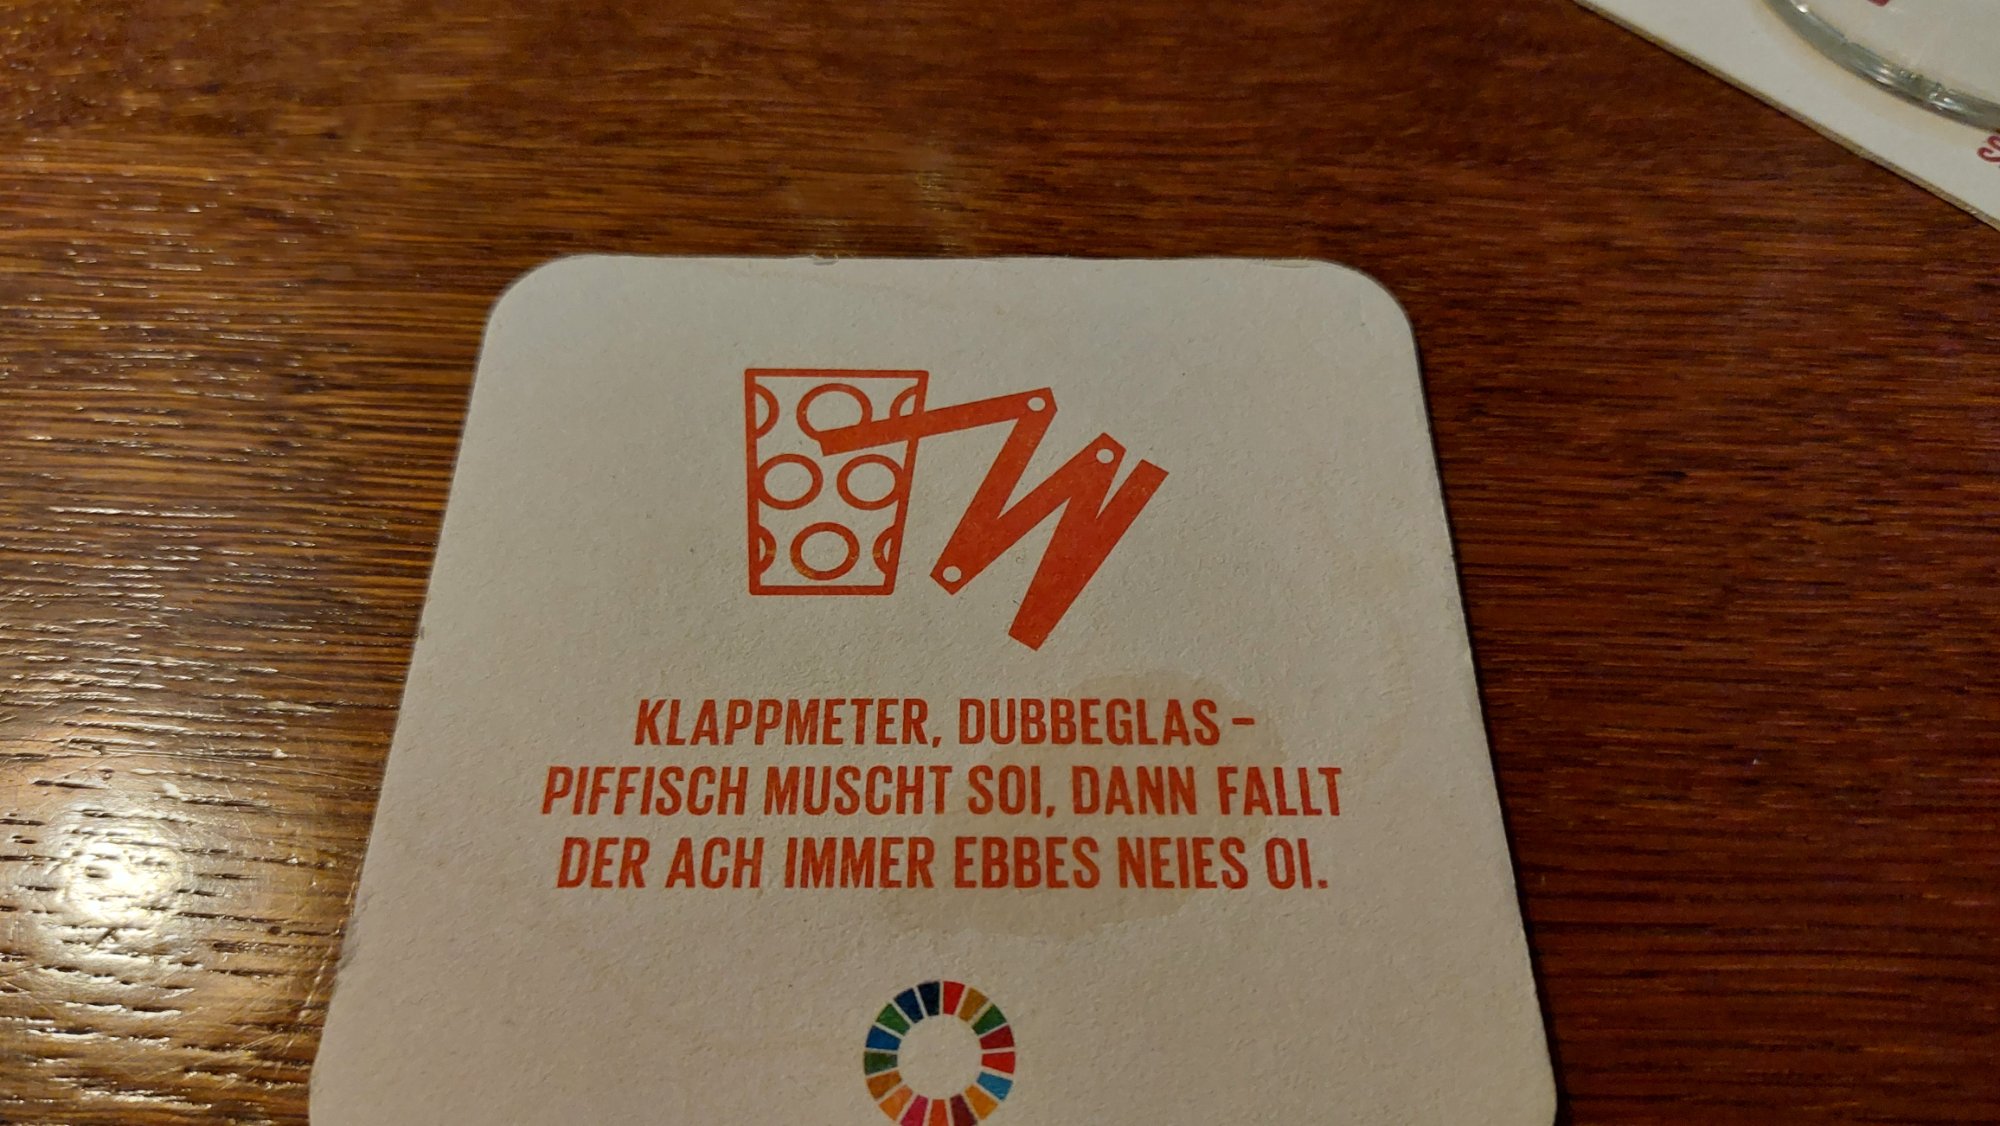 KLAPPMETER, DUBBEGLAS –
PIFFISCH MUSCHT SOI, DANN FALLT
DER ACH IMMER EBBES NEIES OI.